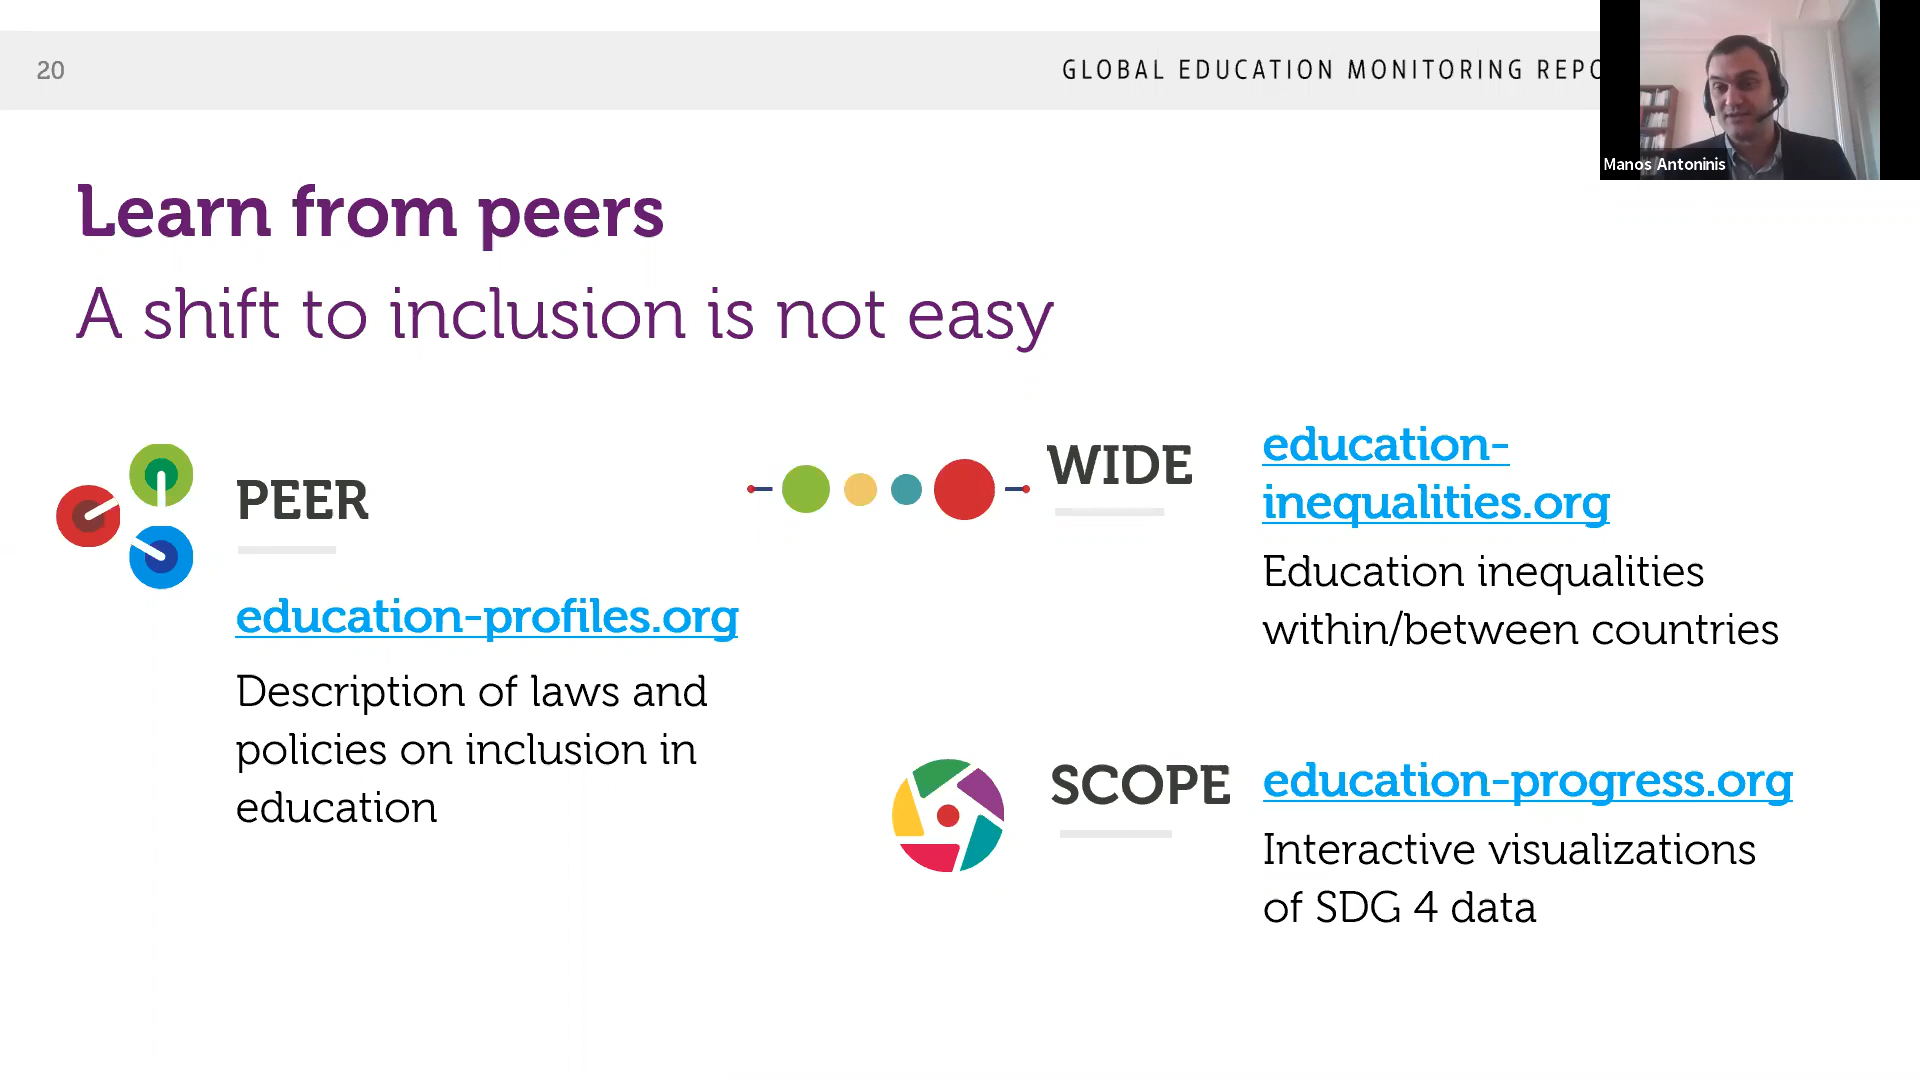 20
GLOBAL EDUCATION MONITORING REPO
Manos Antoninis
Learn from peers
A shift to inclusion is not easy
PEER
education-profiles.org
Description of laws and
policies on inclusion in
education
WIDE
education-
inequalities.org
Education inequalities
within/between countries
SCOPE
education-progress.org
Interactive visualizations
of SDG 4 data